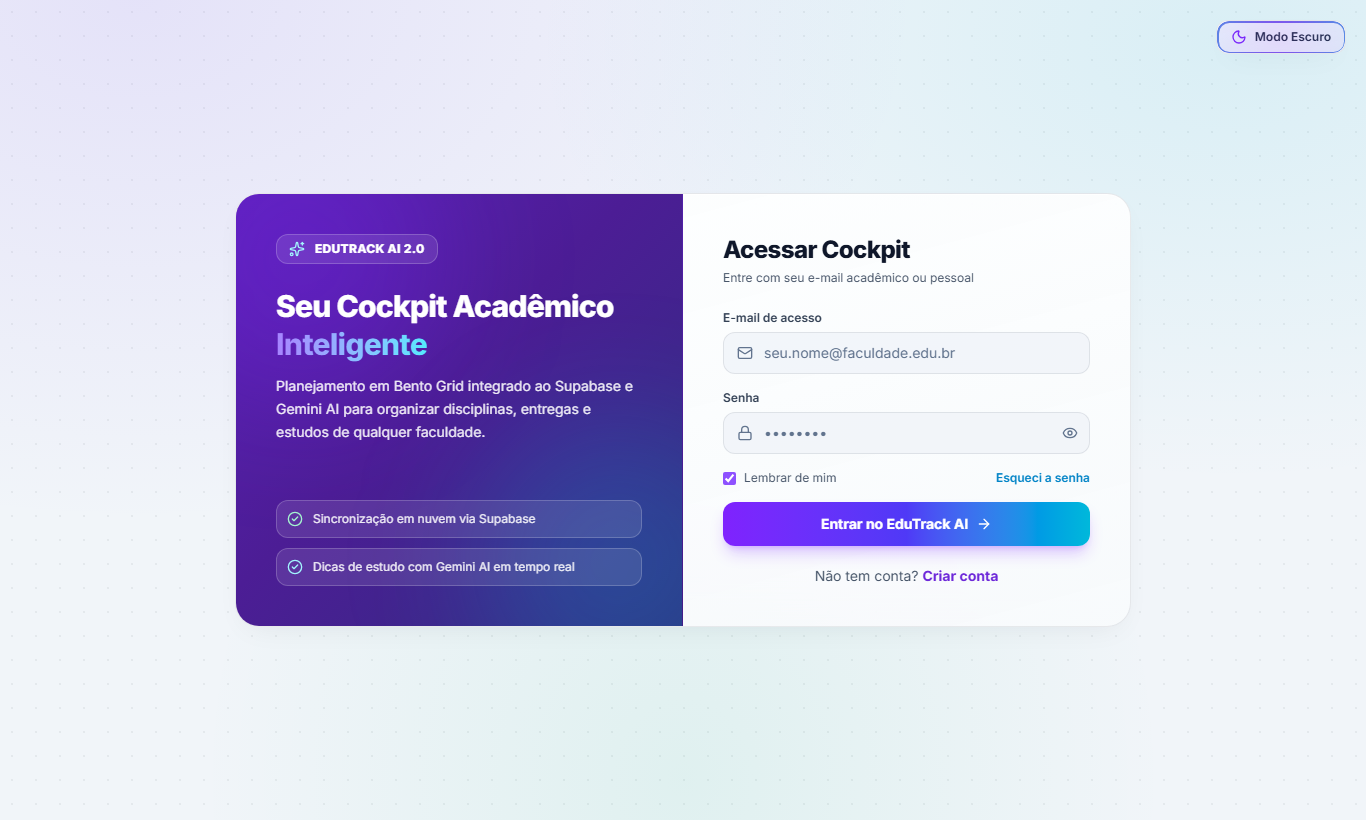 Modo Escuro
EDUTRACK AI 2.0
Seu Cockpit Acadêmico
Inteligente
Planejamento em Bento Grid integrado ao Supabase e
Gemini AI para organizar disciplinas, entregas e
estudos de qualquer faculdade.
Sincronização em nuvem via Supabase
Dicas de estudo com Gemini AI em tempo real
Acessar Cockpit
Entre com seu e-mail acadêmico ou pessoal
E-mail de acesso
seu.nome@faculdade.edu.br
Senha
••••••••
Lembrar de mim
Esqueci a senha
Entrar no EduTrack AI →
Não tem conta? Criar conta